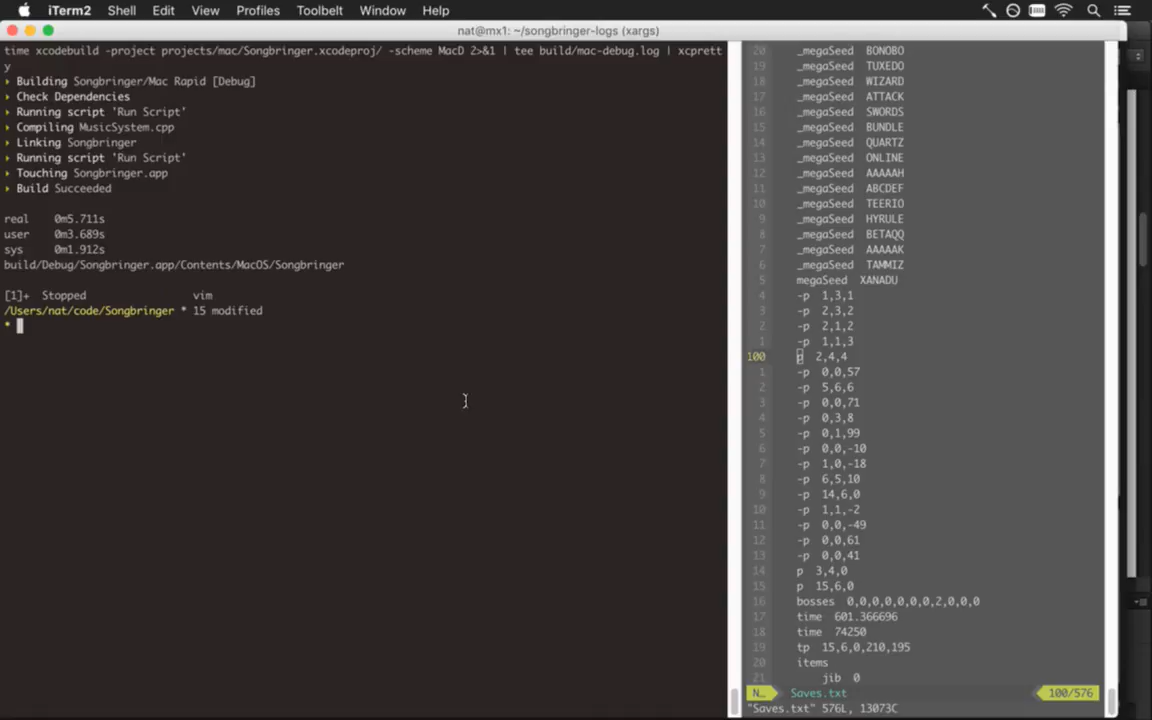 iTerm2 Shell Edit View Profiles Toolbelt Window Help
nat@mx1: ~/songbringer-logs (xargs)
time xcodebuild -project projects/mac/Songbringer.xcodeproj/ -scheme MacD 2>&1 | tee build/mac-debug.log | xcprett
y
Building Songbringer/Mac Rapid [Debug]
Check Dependencies
Running script 'Run Script'
Compiling MusicSystem.cpp
Linking Songbringer
Running script 'Run Script'
Touching Songbringer.app
Build Succeeded
real 0m5.711s
user 0m3.689s
sys 0m1.912s
build/Debug/Songbringer.app/Contents/MacOS/Songbringer
[1]+ Stopped vim
/Users/nat/code/Songbringer * 15 modified
*
20 _megaSeed BONOBO
19 _megaSeed TUXEDO
18 _megaSeed WIZARD
17 _megaSeed ATTACK
16 _megaSeed SWORDS
15 _megaSeed BUNDLE
14 _megaSeed QUARTZ
13 _megaSeed ONLINE
12 _megaSeed AAAAAH
11 _megaSeed ABCDEF
10 _megaSeed TEERIO
9 _megaSeed HYRULE
8 _megaSeed BETAQQ
7 _megaSeed AAAAAK
6 _megaSeed TAMMIZ
5 megaSeed XANADU
4 -p 1,3,1
3 -p 2,3,2
2 -p 2,1,2
1 -p 1,1,3
100 p 2,4,4
1 -p 0,0,57
2 -p 5,6,6
3 -p 0,0,71
4 -p 0,3,8
5 -p 0,1,99
6 -p 0,0,-10
7 -p 1,0,-18
8 -p 6,5,10
9 -p 14,6,0
10 -p 1,1,-2
11 -p 0,0,-49
12 -p 0,0,61
13 -p 0,0,41
14 p 3,4,0
15 p 15,6,0
16 bosses 0,0,0,0,0,0,0,2,0,0,0
17 time 601.366696
18 time 74250
19 tp 15,6,0,210,195
20 items
21 jib 0
N… Saves.txt 100/576
"Saves.txt" 576L, 13073C